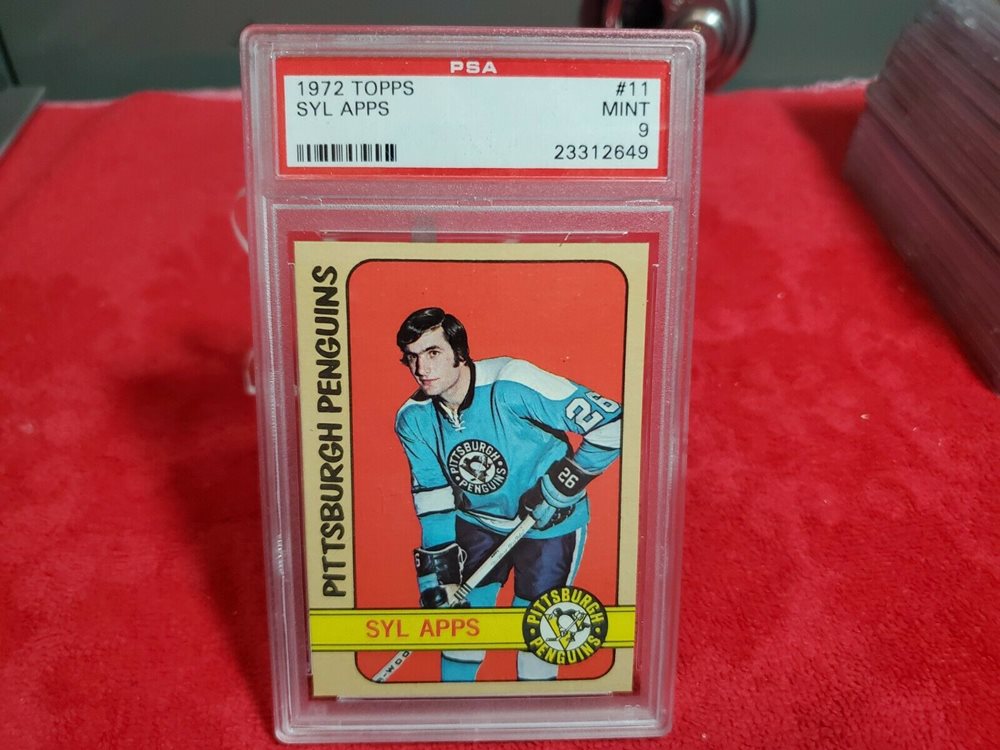 PSA
1972 TOPPS #11
SYL APPS MINT
9
23312649
PITTSBURGH PENGUINS
26
PITTSBURGH
PENGUINS
26
6
SYL APPS
PITTSBURGH
PENGUINS